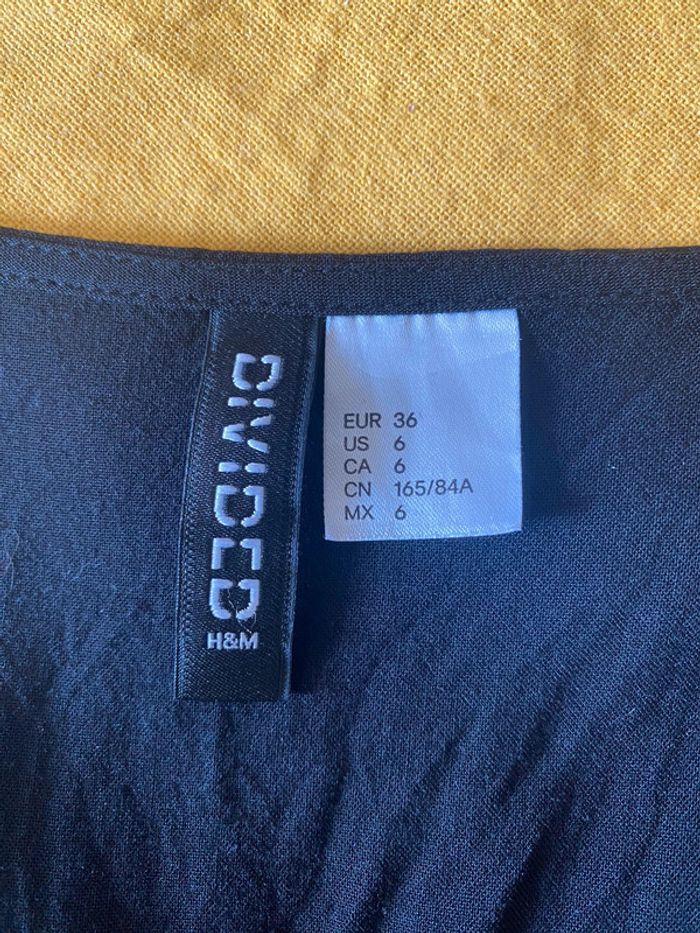 DIVIDED
H&M
EUR 36
US 6
CA 6
CN 165/84A
MX 6